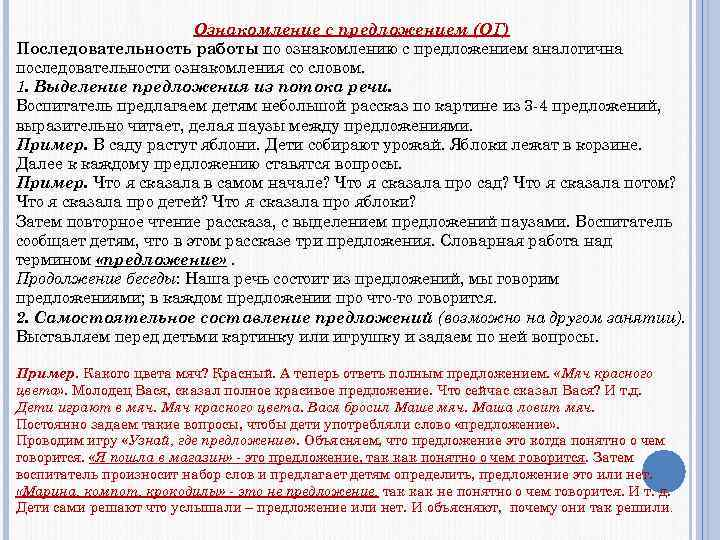 Ознакомление с предложением (ОГ)
Последовательность работы по ознакомлению с предложением аналогична
последовательности ознакомления со словом.
1. Выделение предложения из потока речи.
Воспитатель предлагаем детям небольшой рассказ по картине из 3-4 предложений,
выразительно читает, делая паузы между предложениями.
Пример. В саду растут яблони. Дети собирают урожай. Яблоки лежат в корзине.
Далее к каждому предложению ставятся вопросы.
Пример. Что я сказала в самом начале? Что я сказала про сад? Что я сказала потом?
Что я сказала про детей? Что я сказала про яблоки?
Затем повторное чтение рассказа, с выделением предложений паузами. Воспитатель
сообщает детям, что в этом рассказе три предложения. Словарная работа над
термином «предложение» .
Продолжение беседы: Наша речь состоит из предложений, мы говорим
предложениями; в каждом предложении про что-то говорится.
2. Самостоятельное составление предложений (возможно на другом занятии).
Выставляем перед детьми картинку или игрушку и задаем по ней вопросы.
Пример. Какого цвета мяч? Красный. А теперь ответь полным предложением. «Мяч красного
цвета». Молодец Вася, сказал полное красивое предложение. Что сейчас сказал Вася? И т.д.
Дети играют в мяч. Мяч красного цвета. Вася бросил Маше мяч. Маша ловит мяч.
Постоянно задаем такие вопросы, чтобы дети употребляли слово «предложение».
Проводим игру «Узнай, где предложение». Объясняем, что предложение это когда понятно о чем
говорится. «Я пошла в магазин» - это предложение, так как понятно о чем говорится. Затем
воспитатель произносит набор слов и предлагает детям определить, предложение это или нет.
«Марина, компот, крокодилы» - это не предложение, так как не понятно о чем говорится. И т. д.
Дети сами решают что услышали – предложение или нет. И объясняют, почему они так решили.